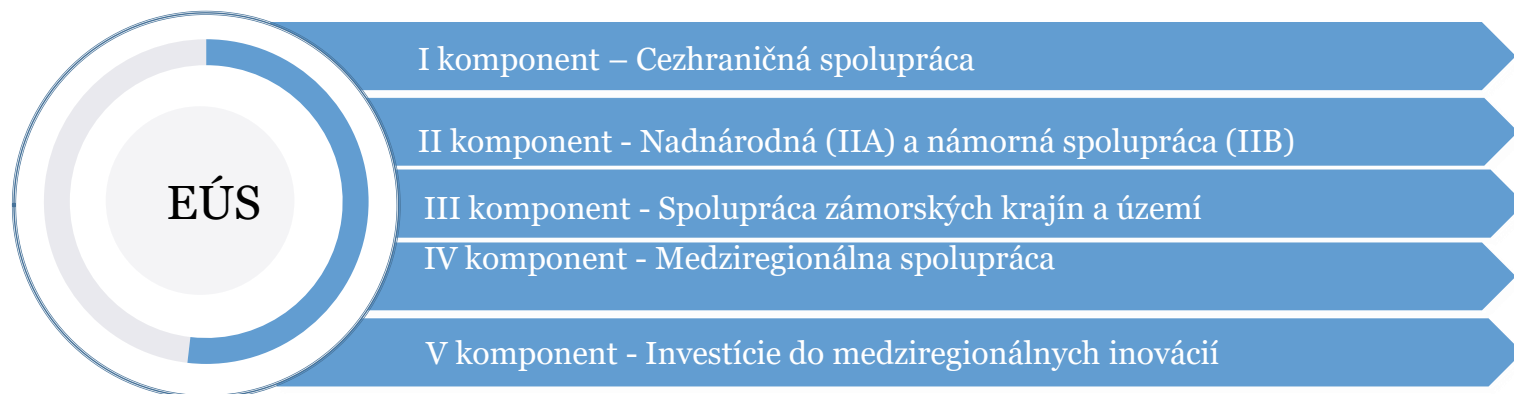 EÚS
I komponent – Cezhraničná spolupráca
II komponent - Nadnárodná (IIA) a námorná spolupráca (IIB)
III komponent - Spolupráca zámorských krajín a území
IV komponent - Medziregionálna spolupráca
V komponent - Investície do medziregionálnych inovácií